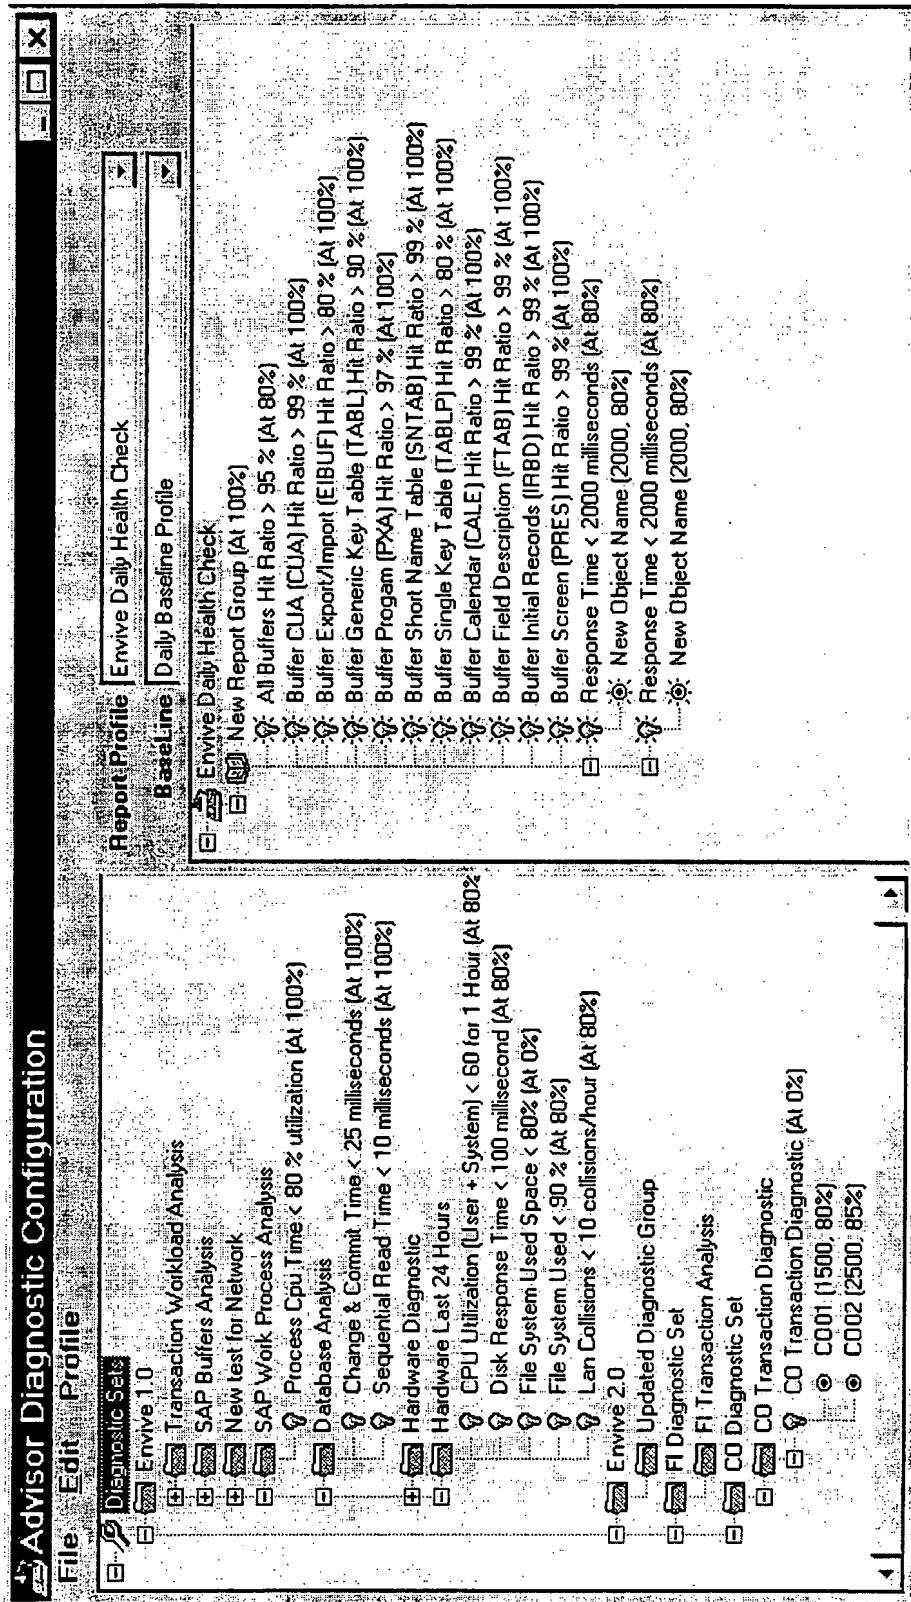 Advisor Diagnostic Configuration
File Edit Profile
Diagnostic Sets
Envive 1.0
Transaction Workload Analysis
SAP Buffers Analysis
New test for Network
SAP Work Process Analysis
Process Cpu Time < 80 % utilization (At 100%)
Database Analysis
Change & Commit Time < 25 milliseconds (At 100%)
Sequential Read Time < 10 milliseconds (At 100%)
Hardware Diagnostic
Hardware Last 24 Hours
CPU Utilization (User + System) < 60 for 1 Hour (At 80%
Disk Response Time < 100 millisecond (At 80%)
File System Used Space < 80% (At 0%)
File System Used < 90 % (At 80%)
Lan Collisions < 10 collisions/hour (At 80%)
Envive 2.0
Updated Diagnostic Group
FI Diagnostic Set
FI Transaction Analysis
CO Diagnostic Set
CO Transaction Diagnostic
CO Transaction Diagnostic (At 0%)
CO01 (1500, 80%)
CO02 (2500, 85%)
Report Profile Envive Daily Health Check
BaseLine Daily Baseline Profile
Envive Daily Health Check
New Report Group (At 100%)
All Buffers Hit Ratio > 95 % (At 80%)
Buffer CUA (CUA) Hit Ratio > 99 % (At 100%)
Buffer Export/Import (EIBUF) Hit Ratio > 80 % (At 100%)
Buffer Generic Key Table (TABL) Hit Ratio > 90 % (At 100%)
Buffer Progam (PXA) Hit Ratio > 97 % (At 100%)
Buffer Short Name Table (SNTAB) Hit Ratio > 99 % (At 100%)
Buffer Single Key Table (TABLP) Hit Ratio > 80 % (At 100%)
Buffer Calendar (CALE) Hit Ratio > 99 % (At 100%)
Buffer Field Description (FTAB) Hit Ratio > 99 % (At 100%)
Buffer Initial Records (IRBD) Hit Ratio > 99 % (At 100%)
Buffer Screen (PRES) Hit Ratio > 99 % (At 100%)
Response Time < 2000 milliseconds (At 80%)
New Object Name (2000, 80%)
Response Time < 2000 milliseconds (At 80%)
New Object Name (2000, 80%)